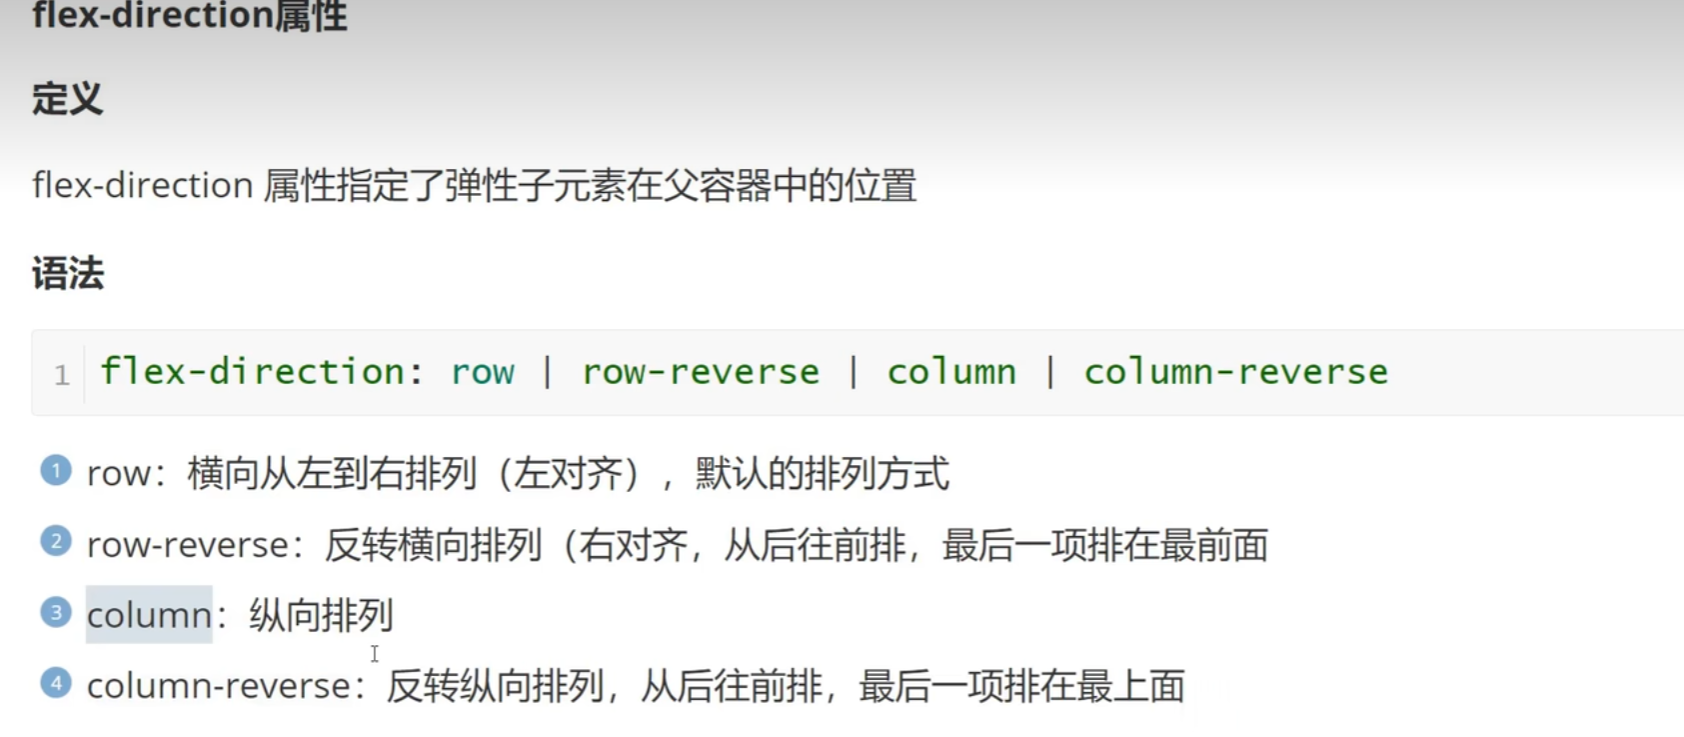 flex-direction属性
定义
flex-direction 属性指定了弹性子元素在父容器中的位置
语法
1 flex-direction: row | row-reverse | column | column-reverse
1 row：横向从左到右排列（左对齐），默认的排列方式
2 row-reverse：反转横向排列（右对齐，从后往前排，最后一项排在最前面
3 column：纵向排列
4 column-reverse：反转纵向排列，从后往前排，最后一项排在最上面